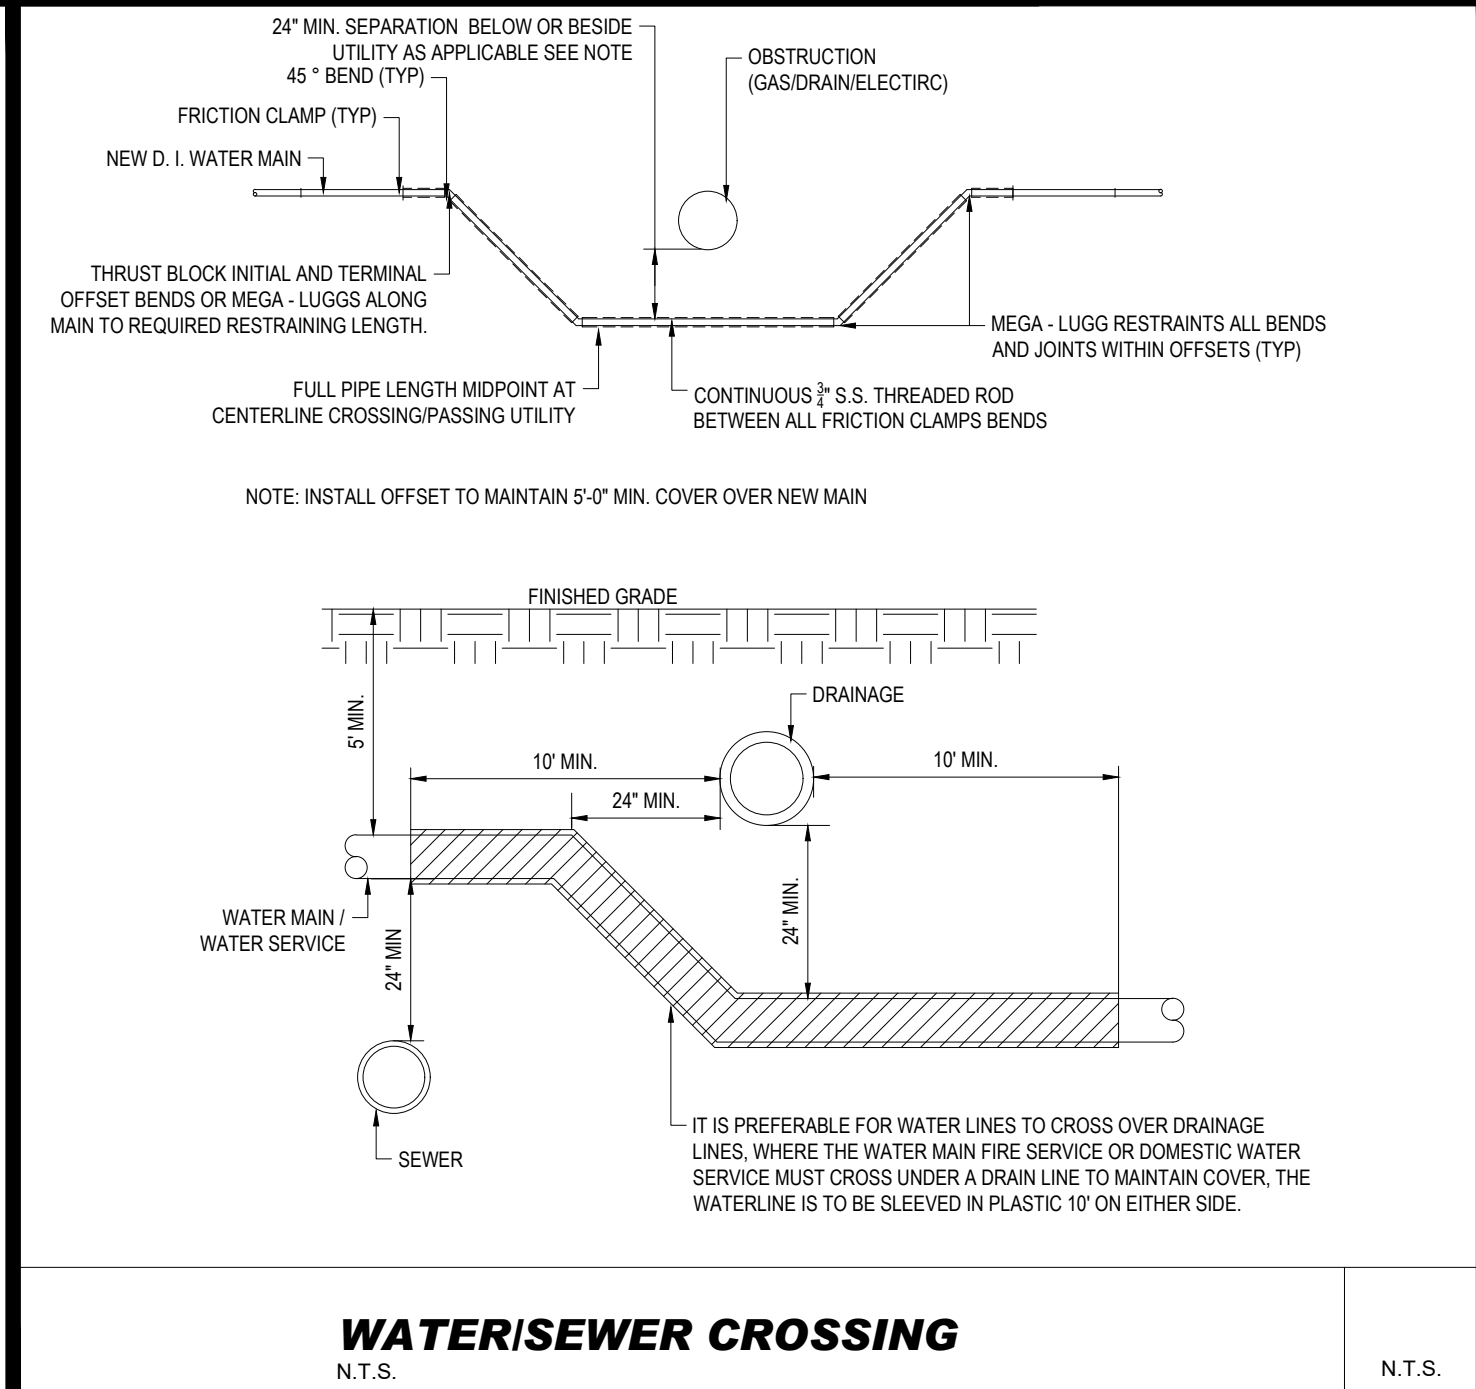 24" MIN. SEPARATION BELOW OR BESIDE
UTILITY AS APPLICABLE SEE NOTE
45 ° BEND (TYP)
FRICTION CLAMP (TYP)
NEW D. I. WATER MAIN
OBSTRUCTION
(GAS/DRAIN/ELECTIRC)
THRUST BLOCK INITIAL AND TERMINAL
OFFSET BENDS OR MEGA - LUGGS ALONG
MAIN TO REQUIRED RESTRAINING LENGTH.
MEGA - LUGG RESTRAINTS ALL BENDS
AND JOINTS WITHIN OFFSETS (TYP)
FULL PIPE LENGTH MIDPOINT AT
CENTERLINE CROSSING/PASSING UTILITY
CONTINUOUS 3/4" S.S. THREADED ROD
BETWEEN ALL FRICTION CLAMPS BENDS
NOTE: INSTALL OFFSET TO MAINTAIN 5'-0" MIN. COVER OVER NEW MAIN
FINISHED GRADE
5' MIN.
DRAINAGE
10' MIN.
10' MIN.
24" MIN.
24" MIN.
WATER MAIN /
WATER SERVICE
24" MIN
SEWER
IT IS PREFERABLE FOR WATER LINES TO CROSS OVER DRAINAGE
LINES, WHERE THE WATER MAIN FIRE SERVICE OR DOMESTIC WATER
SERVICE MUST CROSS UNDER A DRAIN LINE TO MAINTAIN COVER, THE
WATERLINE IS TO BE SLEEVED IN PLASTIC 10' ON EITHER SIDE.
WATER/SEWER CROSSING
N.T.S.
N.T.S.